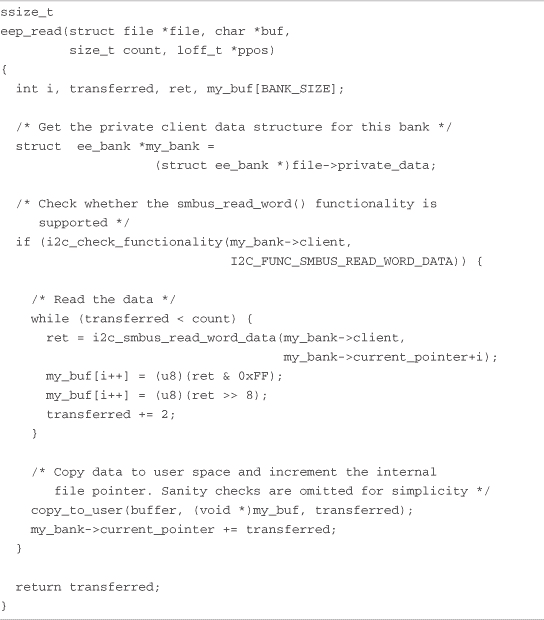 ssize_t
eep_read(struct file *file, char *buf,
         size_t count, loff_t *ppos)
{
  int i, transferred, ret, my_buf[BANK_SIZE];

  /* Get the private client data structure for this bank */
  struct  ee_bank *my_bank =
                     (struct ee_bank *)file->private_data;

  /* Check whether the smbus_read_word() functionality is
     supported */
  if (i2c_check_functionality(my_bank->client,
                               I2C_FUNC_SMBUS_READ_WORD_DATA)) {

    /* Read the data */
    while (transferred < count) {
      ret = i2c_smbus_read_word_data(my_bank->client,
                                      my_bank->current_pointer+i);
      my_buf[i++] = (u8)(ret & 0xFF);
      my_buf[i++] = (u8)(ret >> 8);
      transferred += 2;
    }

    /* Copy data to user space and increment the internal
       file pointer. Sanity checks are omitted for simplicity */
    copy_to_user(buffer, (void *)my_buf, transferred);
    my_bank->current_pointer += transferred;
  }

  return transferred;
}